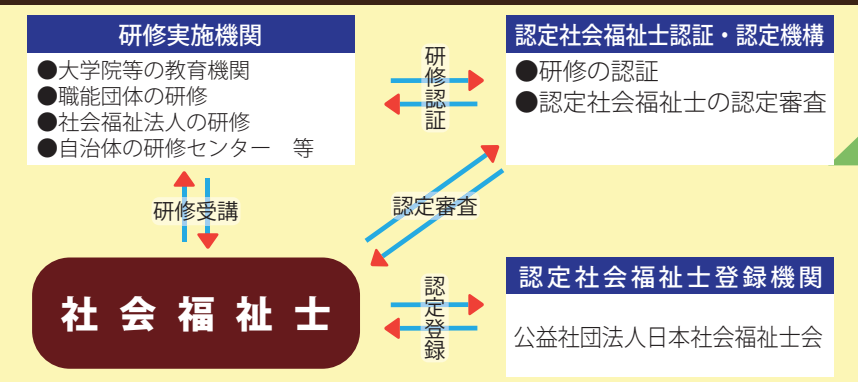 研修実施機関
●大学院等の教育機関
●職能団体の研修
●社会福祉法人の研修
●自治体の研修センター　等
研修認証
認定社会福祉士認証・認定機構
●研修の認証
●認定社会福祉士の認定審査
研修受講
認定審査
社会福祉士
認定登録
認定社会福祉士登録機関
公益社団法人日本社会福祉士会